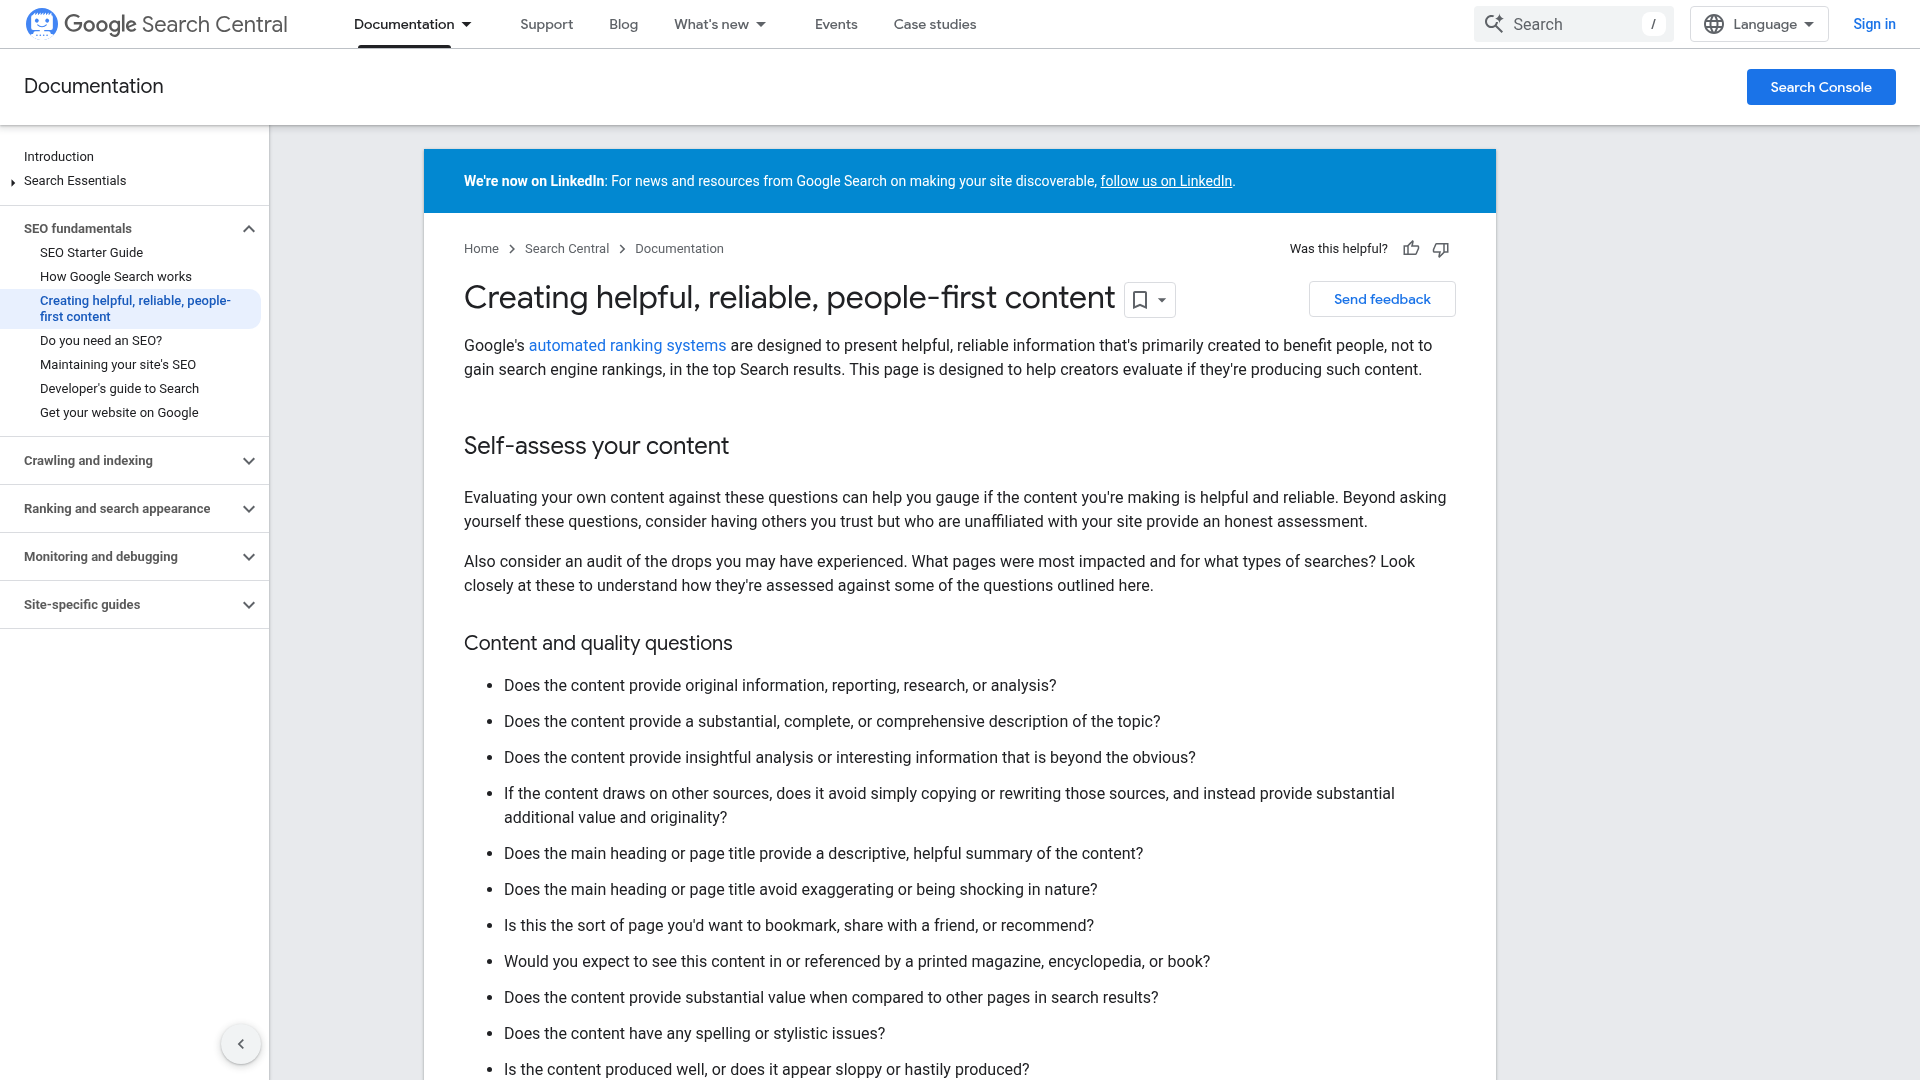 Google Search Central
Documentation
Support
Blog
What's new
Events
Case studies
Search
/
Language
Sign in
Documentation
Search Console
Introduction
Search Essentials
SEO fundamentals
SEO Starter Guide
How Google Search works
Creating helpful, reliable, people-
first content
Do you need an SEO?
Maintaining your site's SEO
Developer's guide to Search
Get your website on Google
Crawling and indexing
Ranking and search appearance
Monitoring and debugging
Site-specific guides
We're now on LinkedIn: For news and resources from Google Search on making your site discoverable, follow us on LinkedIn.
Home
Search Central
Documentation
Was this helpful?
Creating helpful, reliable, people-first content
Send feedback
Google's automated ranking systems are designed to present helpful, reliable information that's primarily created to benefit people, not to
gain search engine rankings, in the top Search results. This page is designed to help creators evaluate if they're producing such content.
Self-assess your content
Evaluating your own content against these questions can help you gauge if the content you're making is helpful and reliable. Beyond asking
yourself these questions, consider having others you trust but who are unaffiliated with your site provide an honest assessment.
Also consider an audit of the drops you may have experienced. What pages were most impacted and for what types of searches? Look
closely at these to understand how they're assessed against some of the questions outlined here.
Content and quality questions
Does the content provide original information, reporting, research, or analysis?
Does the content provide a substantial, complete, or comprehensive description of the topic?
Does the content provide insightful analysis or interesting information that is beyond the obvious?
If the content draws on other sources, does it avoid simply copying or rewriting those sources, and instead provide substantial
additional value and originality?
Does the main heading or page title provide a descriptive, helpful summary of the content?
Does the main heading or page title avoid exaggerating or being shocking in nature?
Is this the sort of page you'd want to bookmark, share with a friend, or recommend?
Would you expect to see this content in or referenced by a printed magazine, encyclopedia, or book?
Does the content provide substantial value when compared to other pages in search results?
Does the content have any spelling or stylistic issues?
Is the content produced well, or does it appear sloppy or hastily produced?